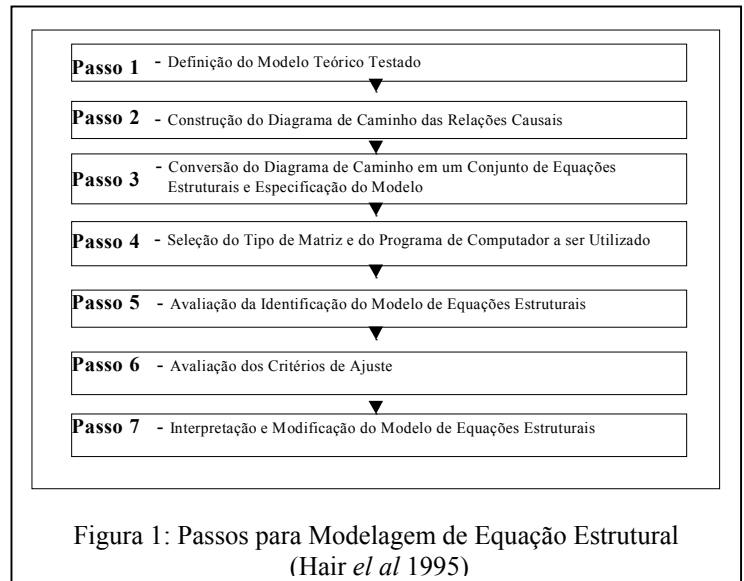 Passo 1 - Definição do Modelo Teórico Testado
Passo 2 - Construção do Diagrama de Caminho das Relações Causais
Passo 3 - Conversão do Diagrama de Caminho em um Conjunto de Equações
Estruturais e Especificação do Modelo
Passo 4 - Seleção do Tipo de Matriz e do Programa de Computador a ser Utilizado
Passo 5 - Avaliação da Identificação do Modelo de Equações Estruturais
Passo 6 - Avaliação dos Critérios de Ajuste
Passo 7 - Interpretação e Modificação do Modelo de Equações Estruturais
Figura 1: Passos para Modelagem de Equação Estrutural
(Hair el al 1995)